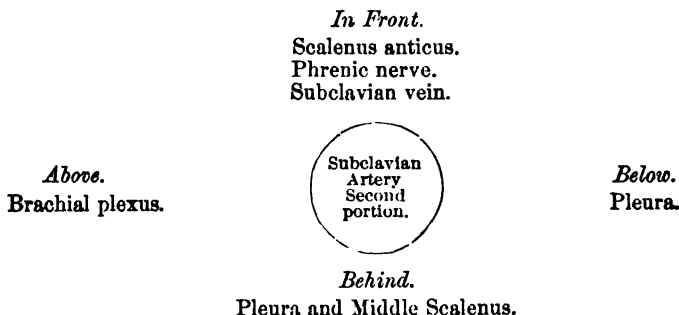 In Front.
Scalenus anticus.
Phrenic nerve.
Subclavian vein.
Above.
Brachial plexus.
Subclavian
Artery
Second
portion.
Below.
Pleura.
Behind.
Pleura and Middle Scalenus.